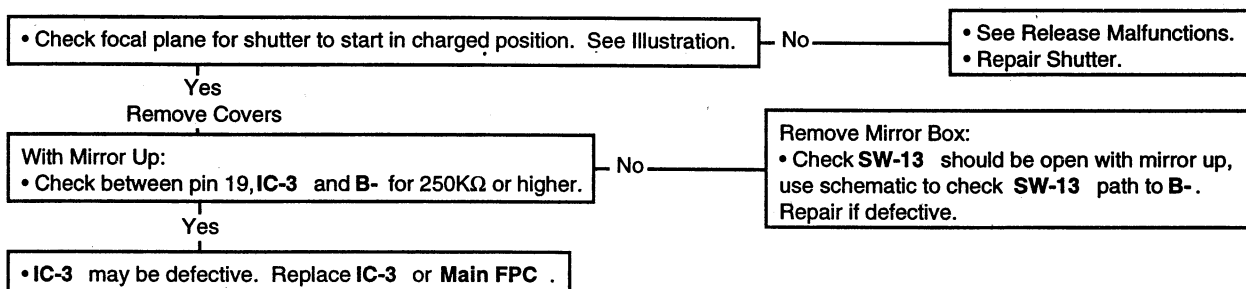 • Check focal plane for shutter to start in charged position. See Illustration.
No
• See Release Malfunctions.
• Repair Shutter.
Yes
Remove Covers
With Mirror Up:
• Check between pin 19, IC-3 and B- for 250KΩ or higher.
No
Remove Mirror Box:
• Check SW-13 should be open with mirror up,
use schematic to check SW-13 path to B-.
Repair if defective.
Yes
• IC-3 may be defective. Replace IC-3 or Main FPC .